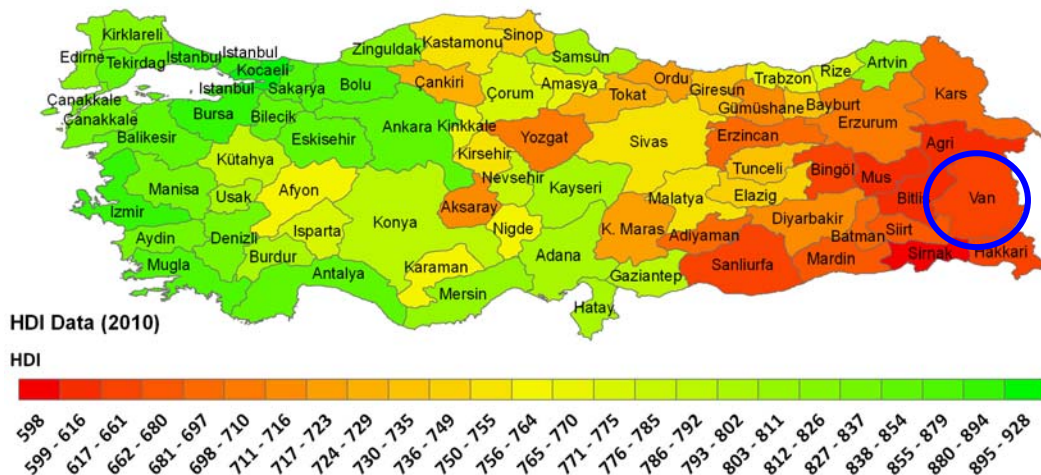 Kirklareli
Edirne
Tekirdag
Istanbul
Istanbul
Kocaeli
Istanbul
Sakarya
Zinguldak
Bolu
Kastamonu
Sinop
Çankiri
Samsun
Çorum
Amasya
Tokat
Ordu
Giresun
Trabzon
Rize
Artvin
Gümüshane
Bayburt
Erzurum
Kars
Agri
Çanakkale
Çanakkale
Balikesir
Bursa
Bilecik
Eskisehir
Ankara
Kinkkale
Kirsehir
Yozgat
Sivas
Erzincan
Tunceli
Bingöl
Mus
Bitlis
Van
Kütahya
Manisa
Usak
Afyon
Izmir
Nevsehir
Kayseri
Malatya
Elazig
Diyarbakir
Batman
Siirt
Sirnak
Hakkari
Aydin
Denizli
Isparta
Konya
Aksaray
Nigde
K. Maras
Adiyaman
Sanliurfa
Mardin
Mugla
Burdur
Antalya
Karaman
Mersin
Adana
Gaziantep
Hatay
HDI Data (2010)
HDI
598
599 - 616
617 - 661
662 - 680
681 - 697
698 - 710
711 - 716
717 - 723
724 - 729
730 - 735
736 - 749
750 - 755
756 - 764
765 - 770
771 - 775
776 - 785
786 - 792
793 - 802
803 - 811
812 - 826
827 - 837
838 - 854
855 - 879
880 - 894
895 - 928